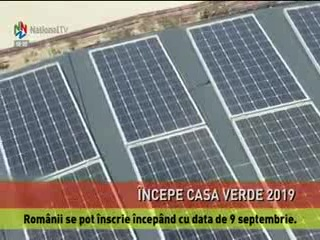 NationalTV
ÎNCEPE CASA VERDE 2019
Românii se pot înscrie începând cu data de 9 septembrie.